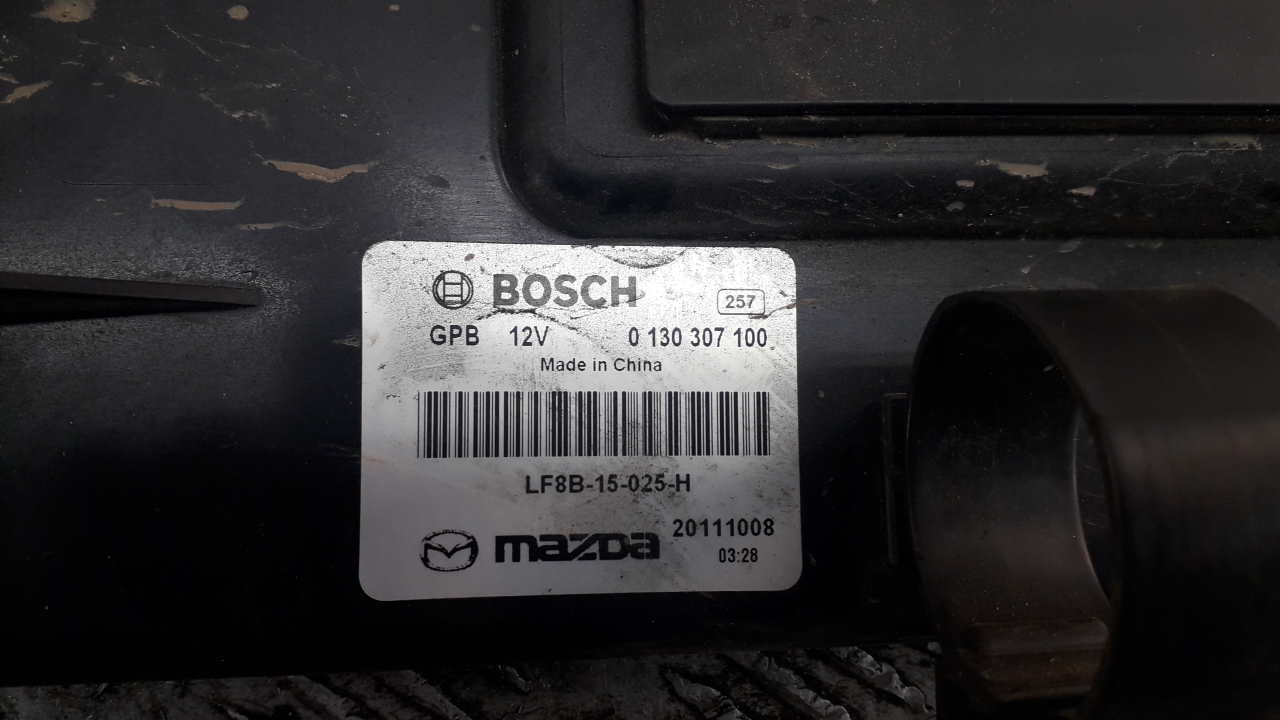 BOSCH 257
GPB 12V 0 130 307 100
Made in China
LF8B-15-025-H
mazda 20111008
03:28